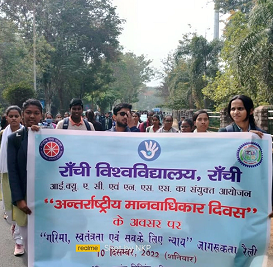 राँची विश्वविद्यालय, राँची
आई.क्यू. ए. सी. एवं एन. एस. एस. का संयुक्त आयोजन
"अन्तर्राष्ट्रीय मानवाधिकार दिवस"
के अवसर पर
"गरिमा, स्वतंत्रता एवं सबके लिए न्याय" जागरूकता रैली
10 दिसम्बर, 2022 (शनिवार)
realme